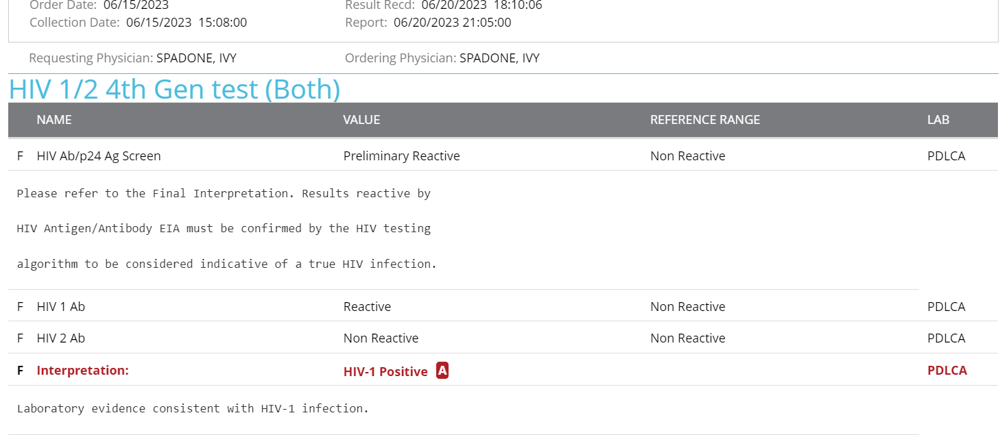 Order Date: 06/15/2023 Result Recd: 06/20/2023 18:10:06
Collection Date: 06/15/2023 15:08:00 Report: 06/20/2023 21:05:00
Requesting Physician: SPADONE, IVY Ordering Physician: SPADONE, IVY
HIV 1/2 4th Gen test (Both)
NAME VALUE REFERENCE RANGE LAB
F HIV Ab/p24 Ag Screen Preliminary Reactive Non Reactive PDLCA
Please refer to the Final Interpretation. Results reactive by
HIV Antigen/Antibody EIA must be confirmed by the HIV testing
algorithm to be considered indicative of a true HIV infection.
F HIV 1 Ab Reactive Non Reactive PDLCA
F HIV 2 Ab Non Reactive Non Reactive PDLCA
F Interpretation: HIV-1 Positive A PDLCA
Laboratory evidence consistent with HIV-1 infection.